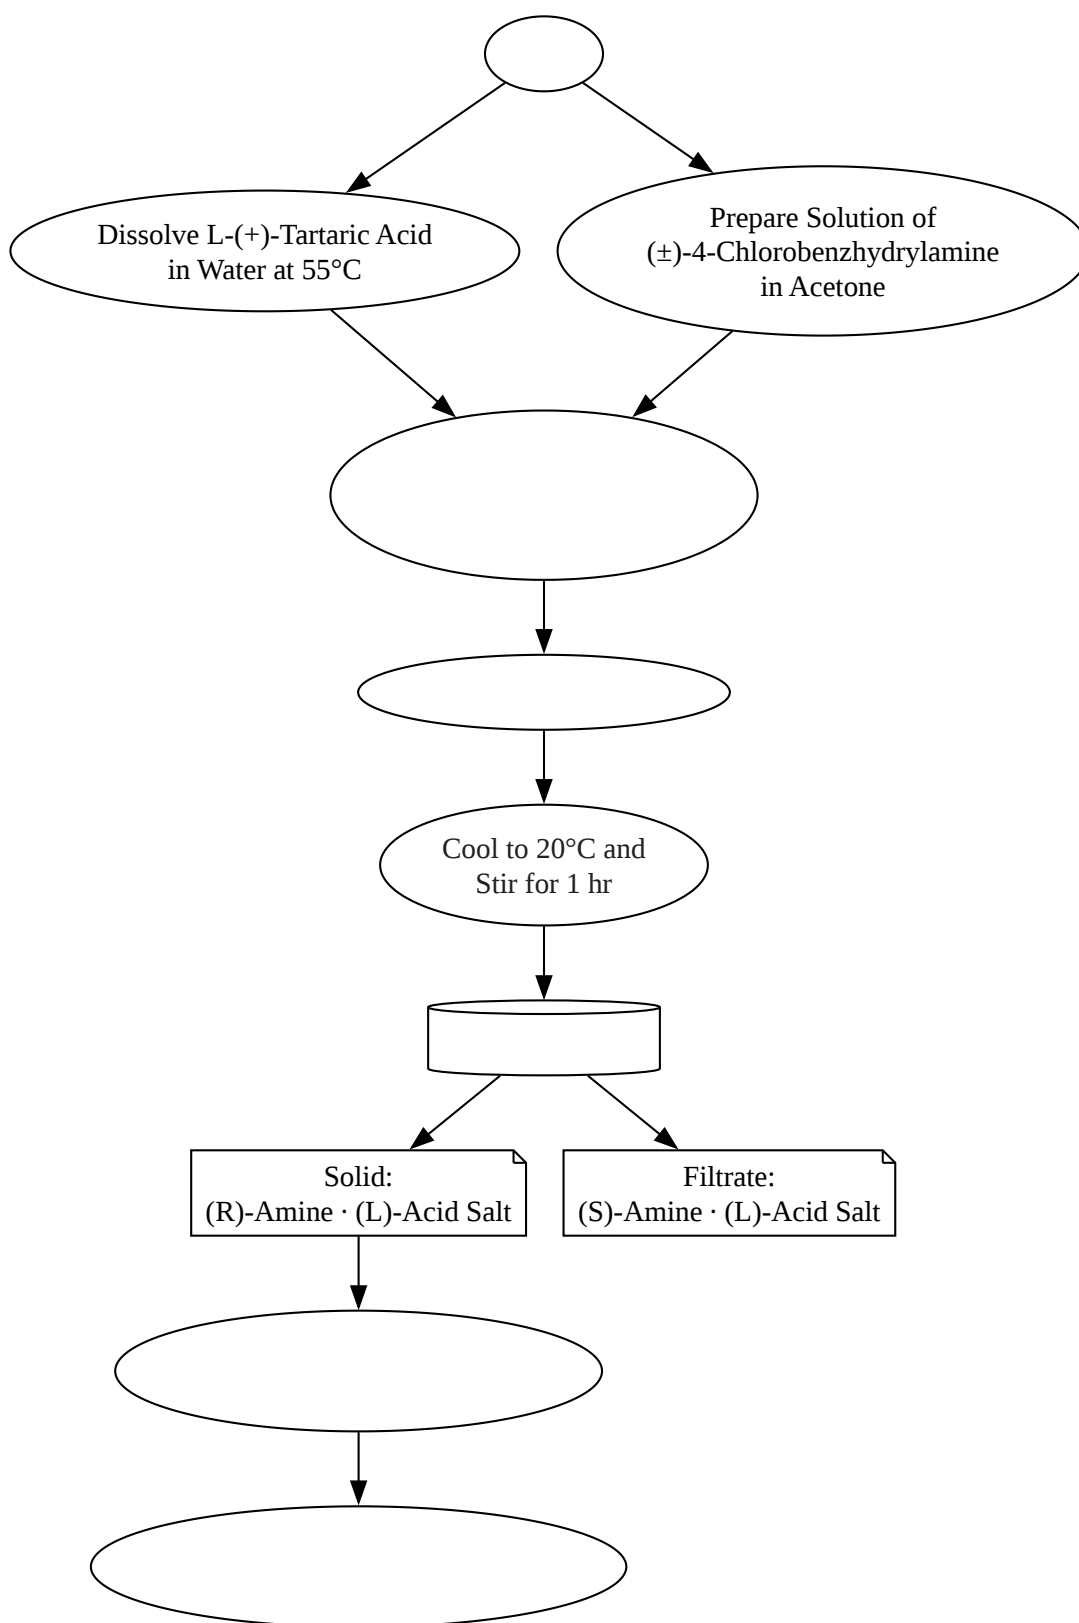 Dissolve L-(+)-Tartaric Acid
in Water at 55°C
Prepare Solution of
(±)-4-Chlorobenzhydrylamine
in Acetone
Cool to 20°C and
Stir for 1 hr
Solid:
(R)-Amine · (L)-Acid Salt
Filtrate:
(S)-Amine · (L)-Acid Salt